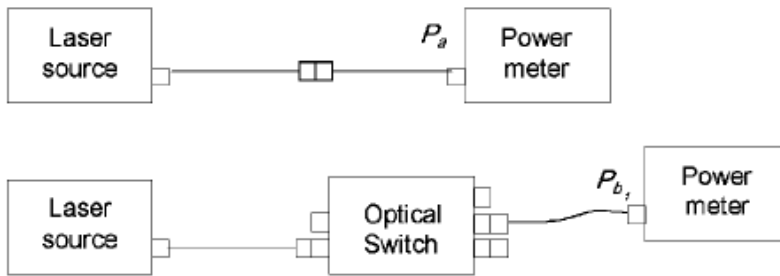 Laser
source
Pa
Power
meter
Laser
source
Optical
Switch
Pb1
Power
meter